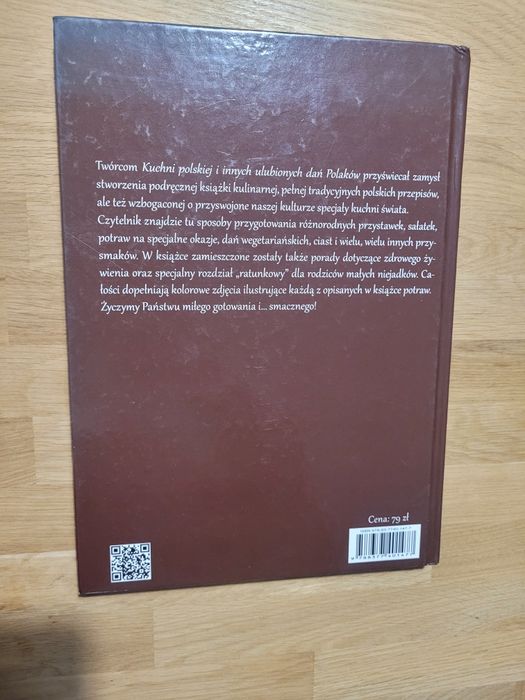 Twórcom Kuchni polskiej i innych ulubionych dań Polaków przyświecał zamysł
stworzenia podręcznej książki kulinarnej, pełnej tradycyjnych polskich przepisów,
ale też wzbogaconej o przyswojone naszej kulturze specjały kuchni świata.
Czytelnik znajdzie tu sposoby przygotowania różnorodnych przystawek, sałatek,
potraw na specjalne okazje, dań wegetariańskich, ciast i wielu, wielu innych przy-
smaków. W książce zamieszczone zostały także porady dotyczące zdrowego ży-
wienia oraz specjalny rozdział „ratunkowy” dla rodziców małych niejadków. Ca-
łości dopełniają kolorowe zdjęcia ilustrujące każdą z opisanych w książce potraw.
Życzymy Państwu miłego gotowania i... smacznego!
Cena: 79 zł